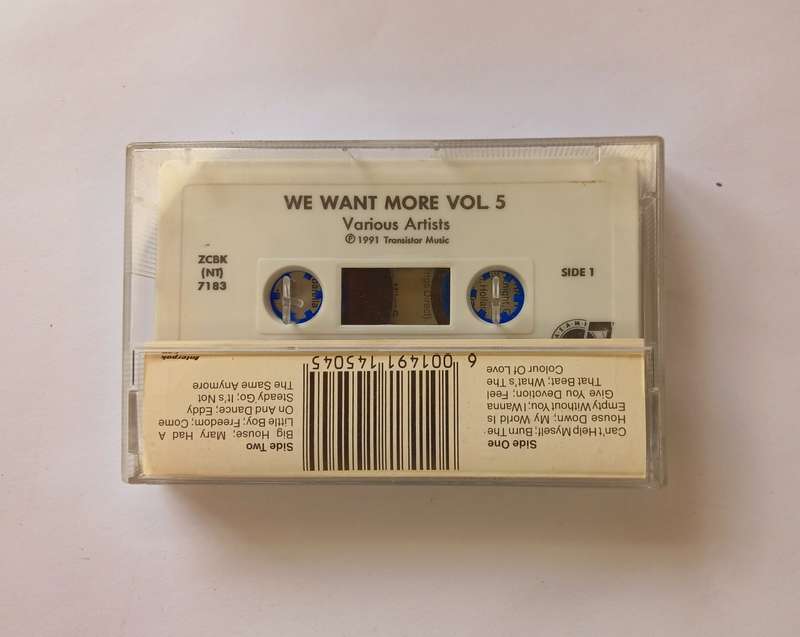 WE WANT MORE VOL. 5
Various Artists
℗ 1991 Transistar Music
ZCBK
(NT)
7183
SIDE 1
Side One
Can't Help Myself; Burn The
House Down; My World Is
Empty Without You; I Wanna
Give You Devotion; Feel
That Beat; What's The
Colour Of Love
6 001491 145045
Side Two
Big House; Mary Had A
Little Boy; Freedom; Come
On And Dance; Eddy
Steady Go; It's Not
The Same Anymore
Interpak